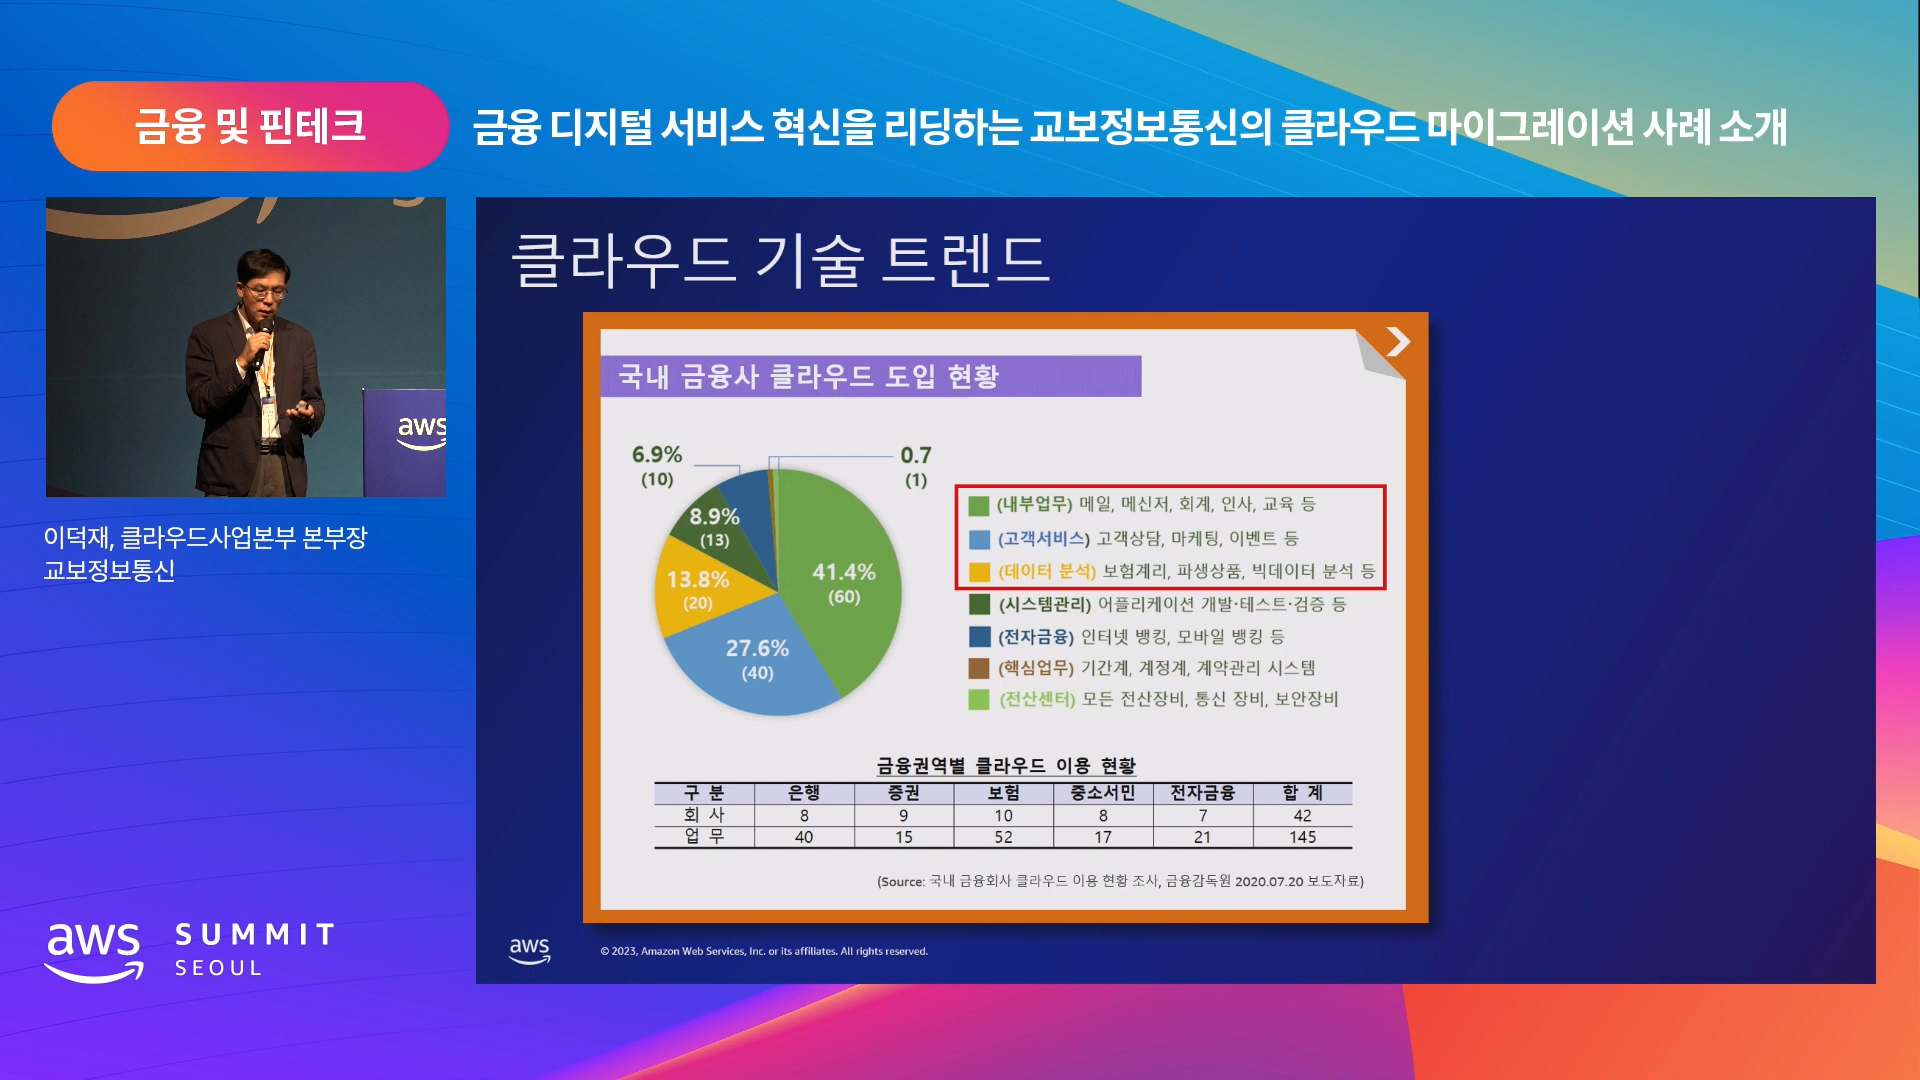 금융 및 핀테크
금융 디지털 서비스 혁신을 리딩하는 교보정보통신의 클라우드 마이그레이션 사례 소개
aws
이덕재, 클라우드사업본부 본부장
교보정보통신
클라우드 기술 트렌드
국내 금융사 클라우드 도입 현황
6.9%
(10)
0.7
(1)
8.9%
(13)
13.8%
(20)
41.4%
(60)
27.6%
(40)
(내부업무) 메일, 메신저, 회계, 인사, 교육 등
(고객서비스) 고객상담, 마케팅, 이벤트 등
(데이터 분석) 보험계리, 파생상품, 빅데이터 분석 등
(시스템관리) 어플리케이션 개발·테스트·검증 등
(전자금융) 인터넷 뱅킹, 모바일 뱅킹 등
(핵심업무) 기간계, 계정계, 계약관리 시스템
(전산센터) 모든 전산장비, 통신 장비, 보안장비
금융권역별 클라우드 이용 현황
구 분 은행 증권 보험 중소서민 전자금융 합 계
회 사 8 9 10 8 7 42
업 무 40 15 52 17 21 145
(Source: 국내 금융회사 클라우드 이용 현황 조사, 금융감독원 2020.07.20 보도자료)
aws
© 2023, Amazon Web Services, Inc. or its affiliates. All rights reserved.
aws SUMMIT
SEOUL